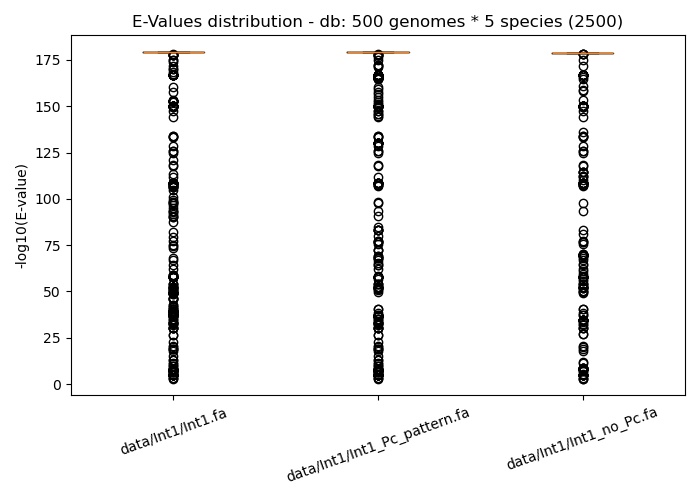 E-Values distribution - db: 500 genomes * 5 species (2500)
-log10(E-value)
175
150
125
100
75
50
25
0
data/Int1/Int1.fa
data/Int1/Int1_Pc_pattern.fa
data/Int1/Int1_no_Pc.fa